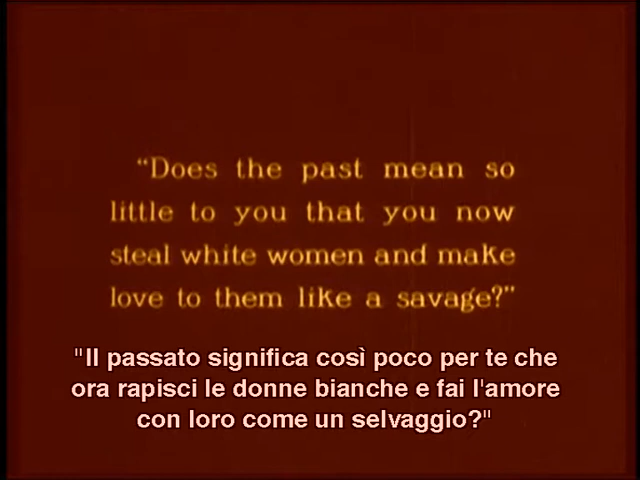 “Does the past mean so
little to you that you now
steal white women and make
love to them like a savage?”
"Il passato significa così poco per te che
ora rapisci le donne bianche e fai l'amore
con loro come un selvaggio?"